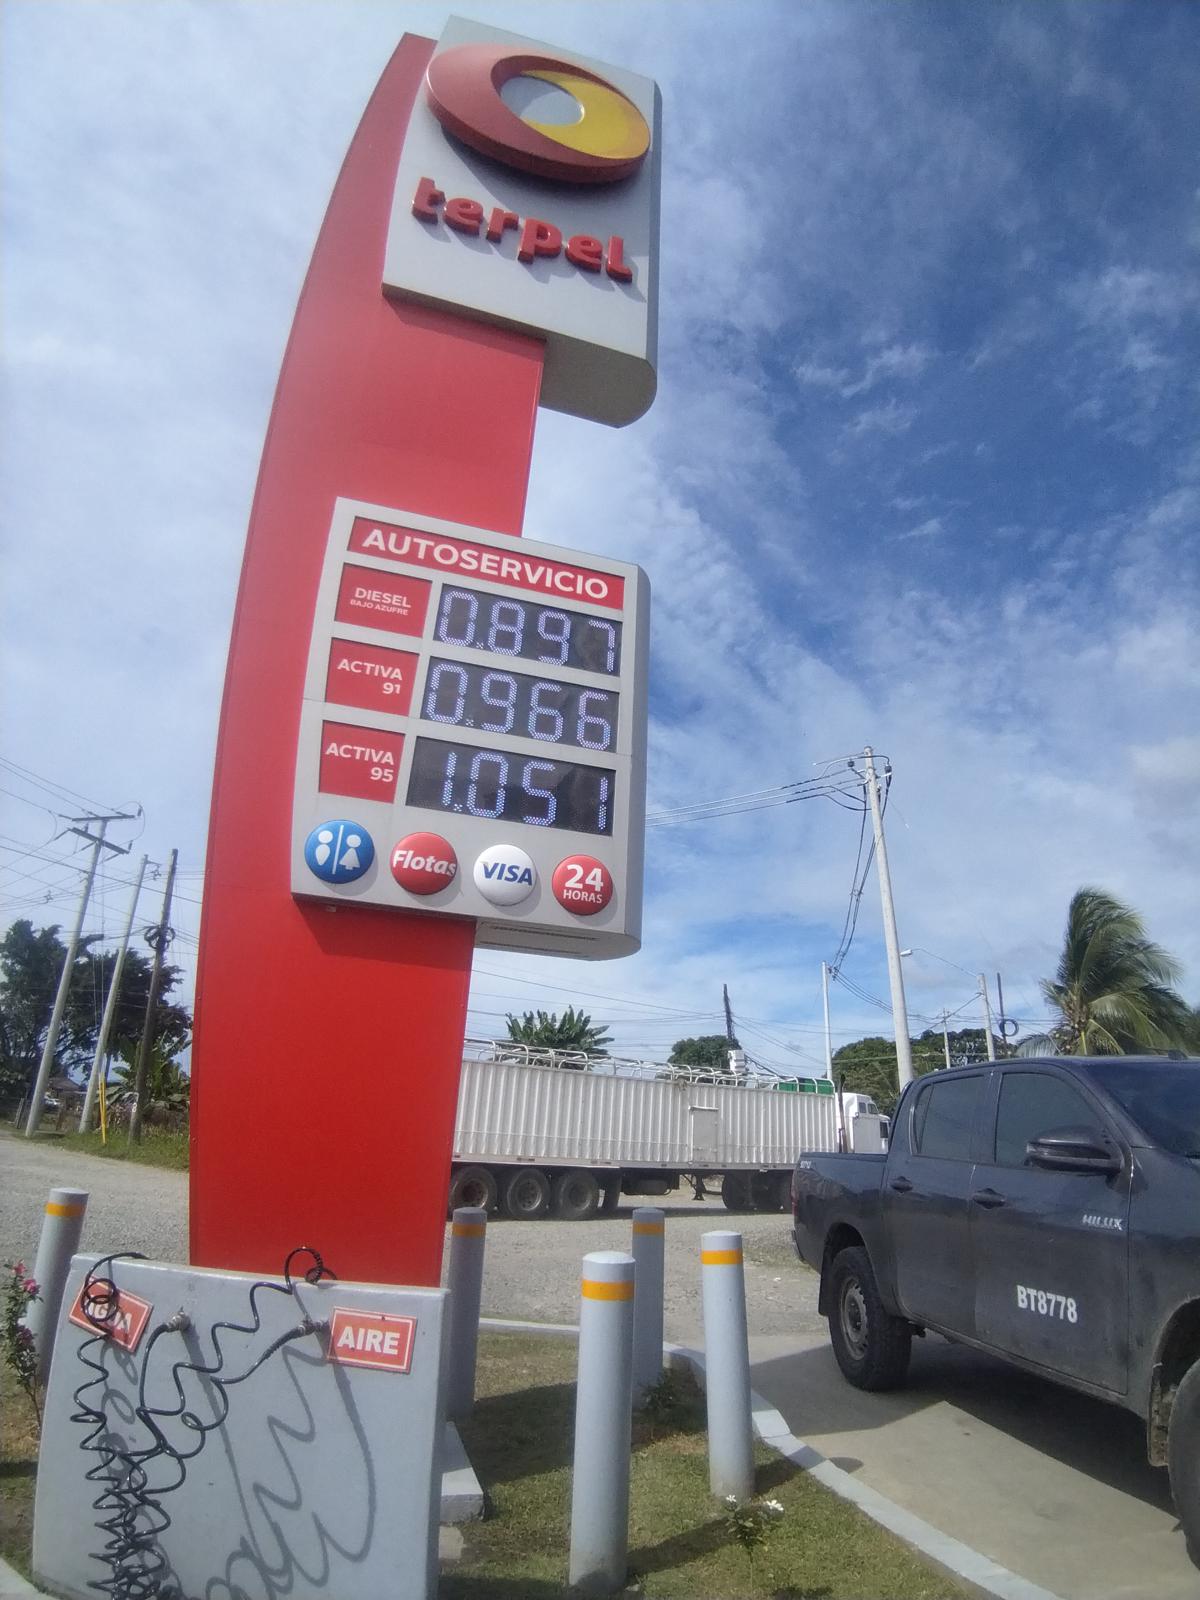 terpel
AUTOSERVICIO
DIESEL
BAJO AZUFRE
0.897
ACTIVA
91
0.966
ACTIVA
95
1.051
Flotas
VISA
24
HORAS
AGUA
AIRE
HILUX
BT8778